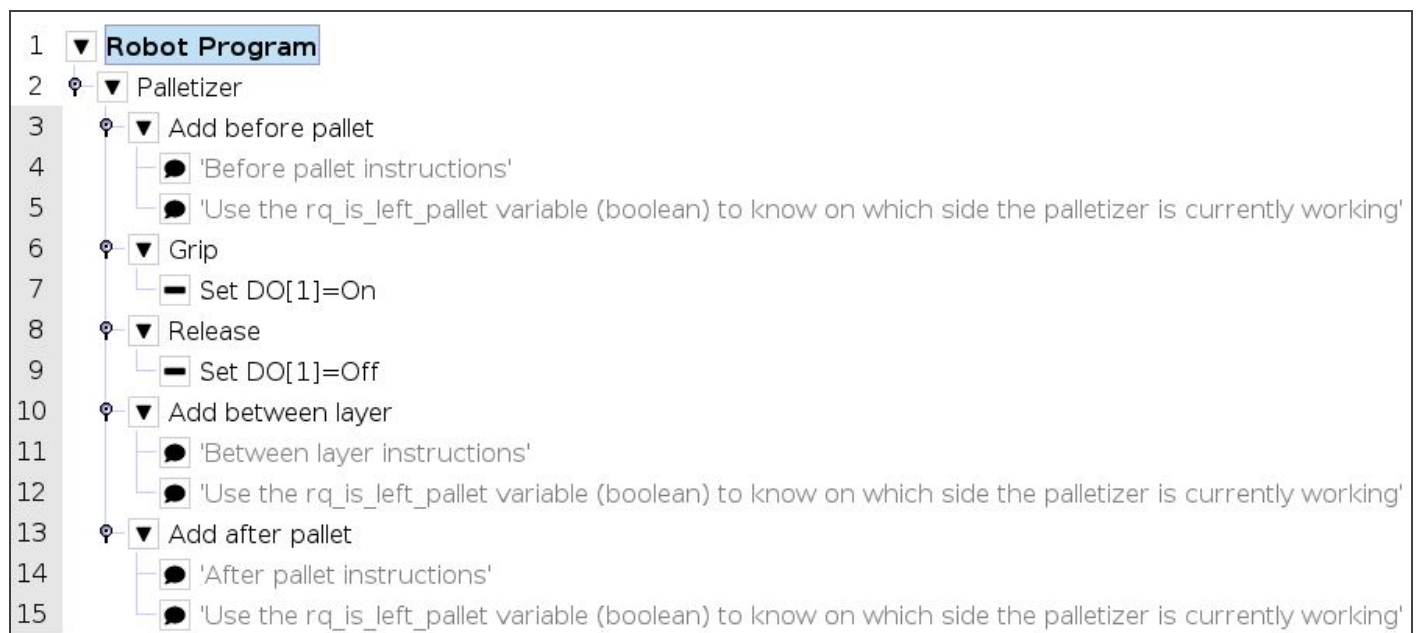 1 Robot Program
2 Palletizer
3 Add before pallet
4 'Before pallet instructions'
5 'Use the rq_is_left_pallet variable (boolean) to know on which side the palletizer is currently working'
6 Grip
7 Set DO[1]=On
8 Release
9 Set DO[1]=Off
10 Add between layer
11 'Between layer instructions'
12 'Use the rq_is_left_pallet variable (boolean) to know on which side the palletizer is currently working'
13 Add after pallet
14 'After pallet instructions'
15 'Use the rq_is_left_pallet variable (boolean) to know on which side the palletizer is currently working'